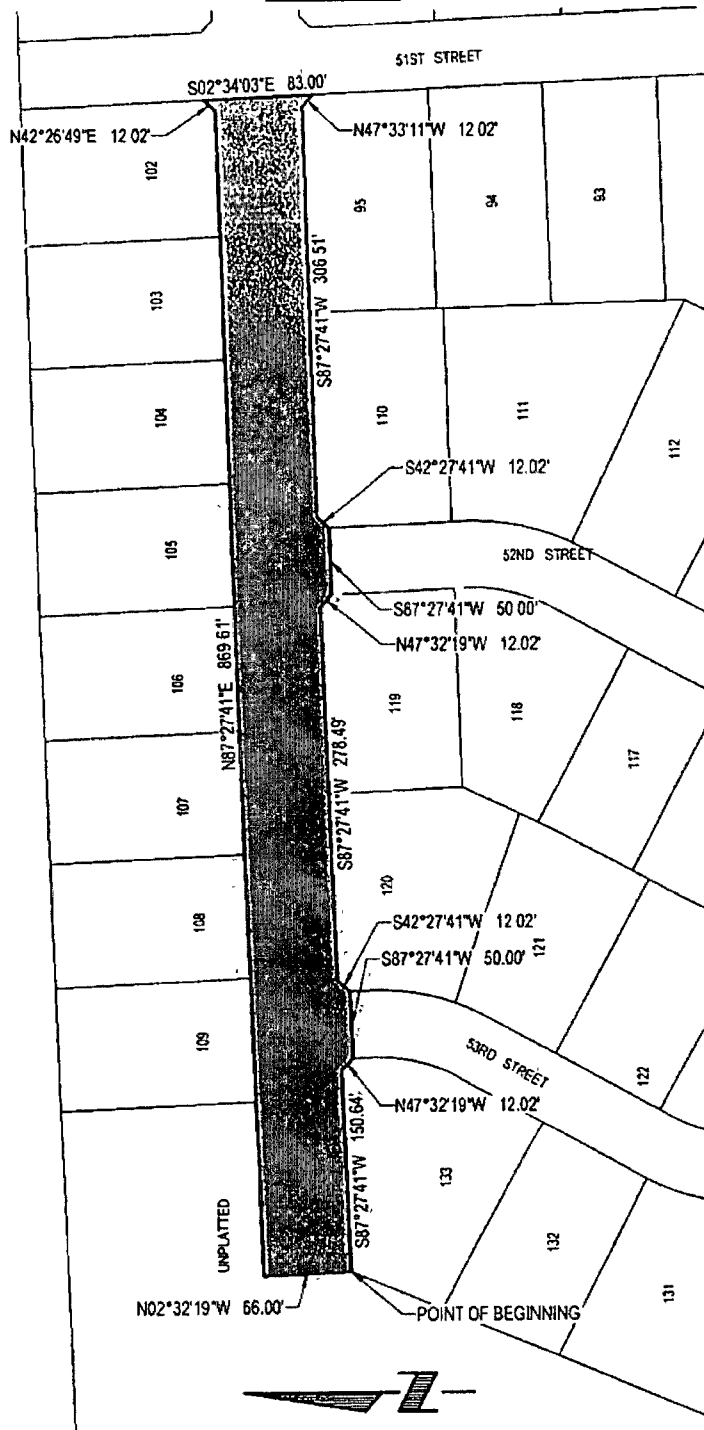 51ST STREET
S02°34'03"E 83.00'
N42°26'49"E 12 02'
N47°33'11"W 12 02'
102
95
94
93
103
S87°27'41"W 306 51'
104
110
111
112
S42°27'41"W 12.02'
105
52ND STREET
S87°27'41"W 50 00'
N47°32'19"W 12.02'
N87°27'41"E 869 61'
106
119
118
117
S87°27'41"W 278.49'
107
120
108
S42°27'41"W 12 02'
121
S87°27'41"W 50.00'
109
53RD STREET
122
N47°32'19"W 12.02'
S87°27'41"W 150.64'
133
132
131
UNPLATTED
N02°32'19"W 66.00'
POINT OF BEGINNING
N